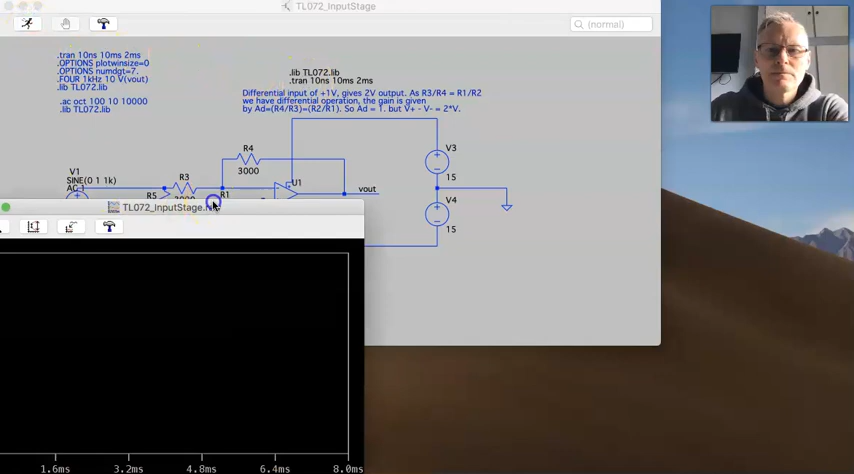 TL072_InputStage
(normal)
.tran 10ns 10ms 2ms
.OPTIONS plotwinsize=0
.OPTIONS numdgt=7.
.FOUR 1kHz 10 V(vout)
.lib TL072.lib
.ac oct 100 10 10000
.lib TL072.lib
.lib TL072.lib
.tran 10ns 10ms 2ms
Differential input of +1V, gives 2V output. As R3/R4 = R1/R2
we have differential operation, the gain is given
by Ad=(R4/R3)=(R2/R1). So Ad = 1. but V+ - V- = 2*V.
V3
15
R4
3000
V1
SINE(0 1 1k)
AC 1
R3
3000
R5
R1
U1
vout
V4
15
TL072_InputStage
1.6ms 3.2ms 4.8ms 6.4ms 8.0ms